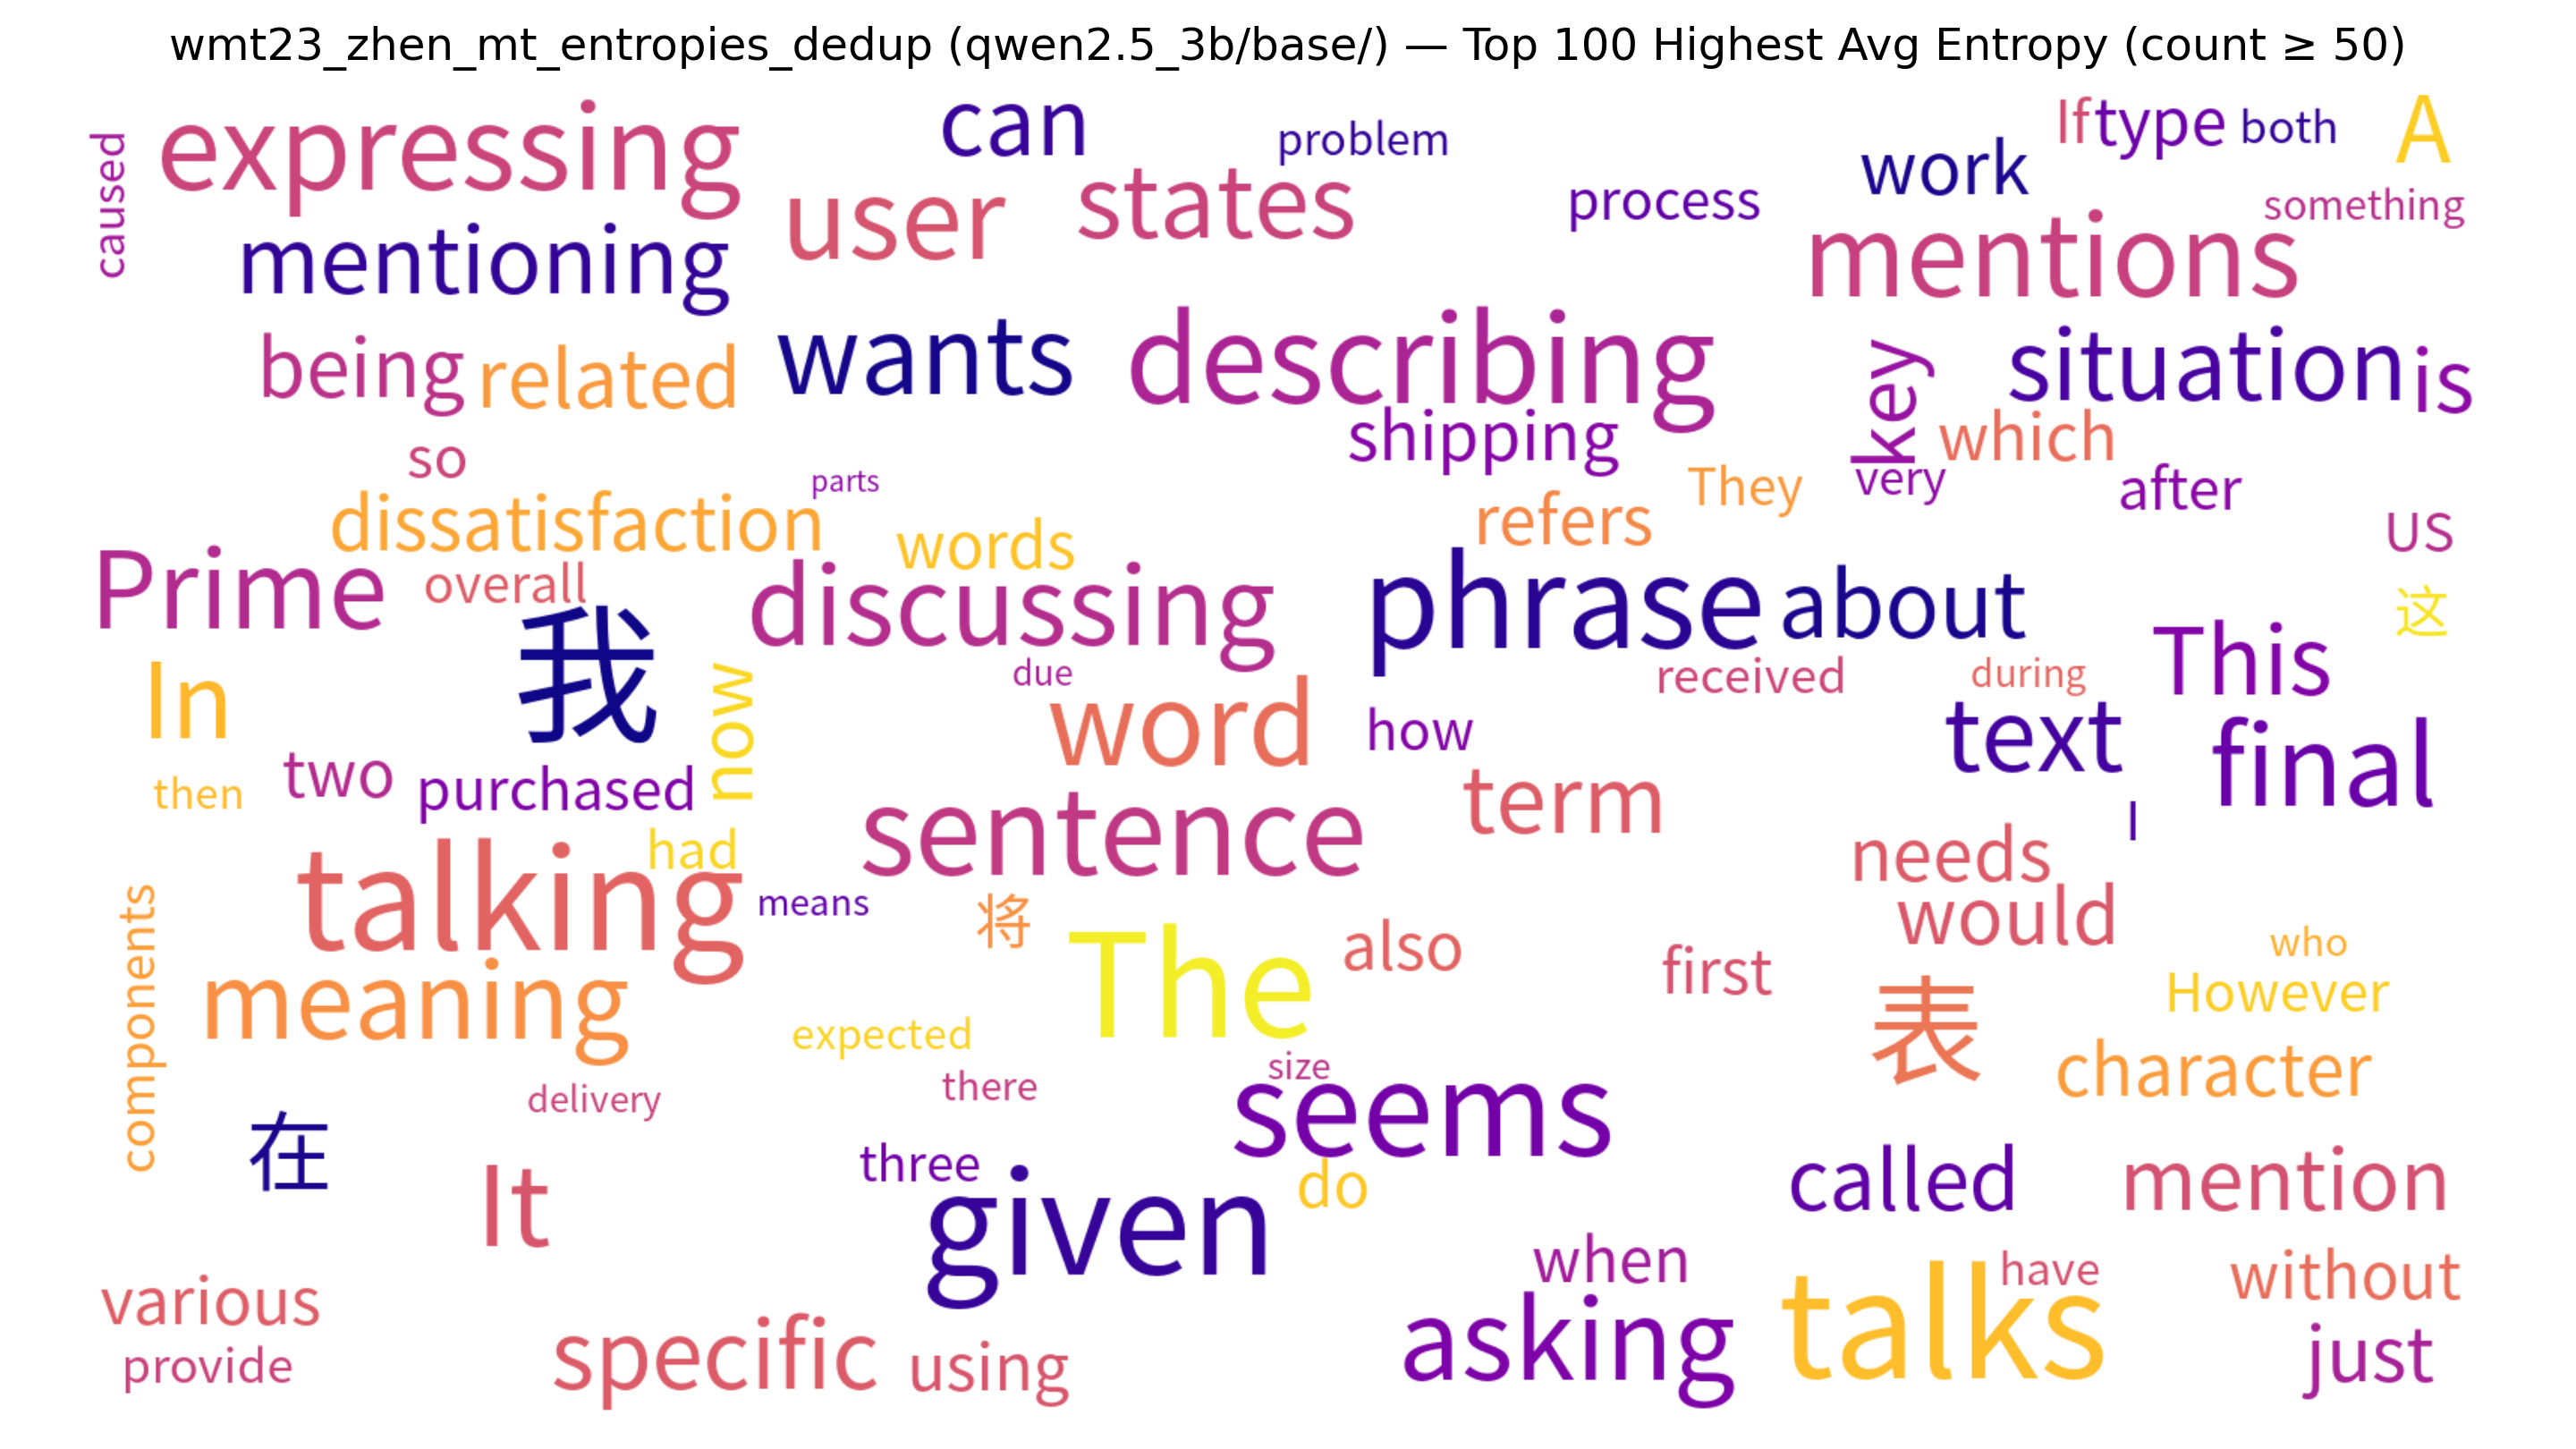 wmt23_zhen_mt_entropies_dedup (qwen2.5_3b/base/) — Top 100 Highest Avg Entropy (count ≥ 50)
caused
expressing
can
problem
If
type
both
A
work
process
something
user
states
mentioning
mentions
being
related
wants
describing
key
situation
is
shipping
which
so
parts
They
very
after
dissatisfaction
words
refers
US
Prime
overall
discussing
phrase
about
这
我
This
In
now
due
received
during
word
how
text
final
then
two
purchased
term
I
had
sentence
needs
talking
means
将
would
components
meaning
The
also
first
who
However
expected
表
character
delivery
there
size
seems
在
three
do
called
mention
It
given
when
have
without
various
asking
talks
provide
specific
using
just